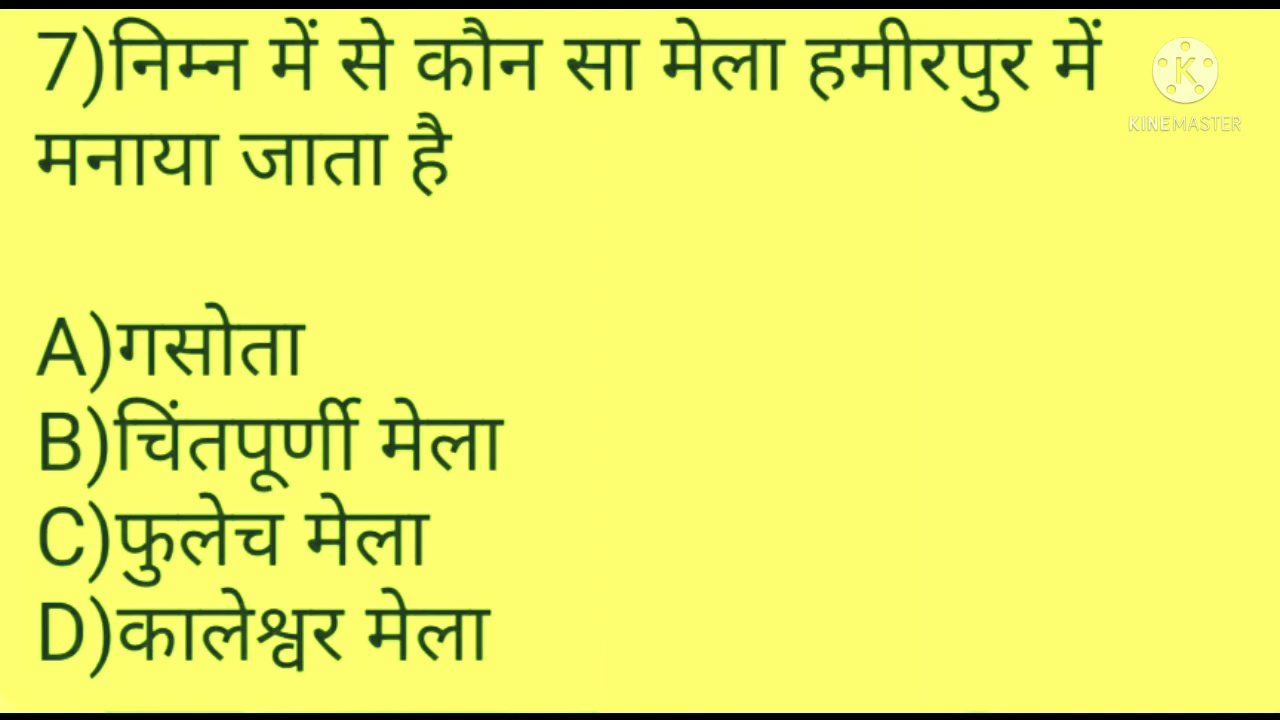 7)निम्न में से कौन सा मेला हमीरपुर में
मनाया जाता है
K
KINEMASTER
A)गसोता
B)चिंतपूर्णी मेला
C)फुलेच मेला
D)कालेश्वर मेला